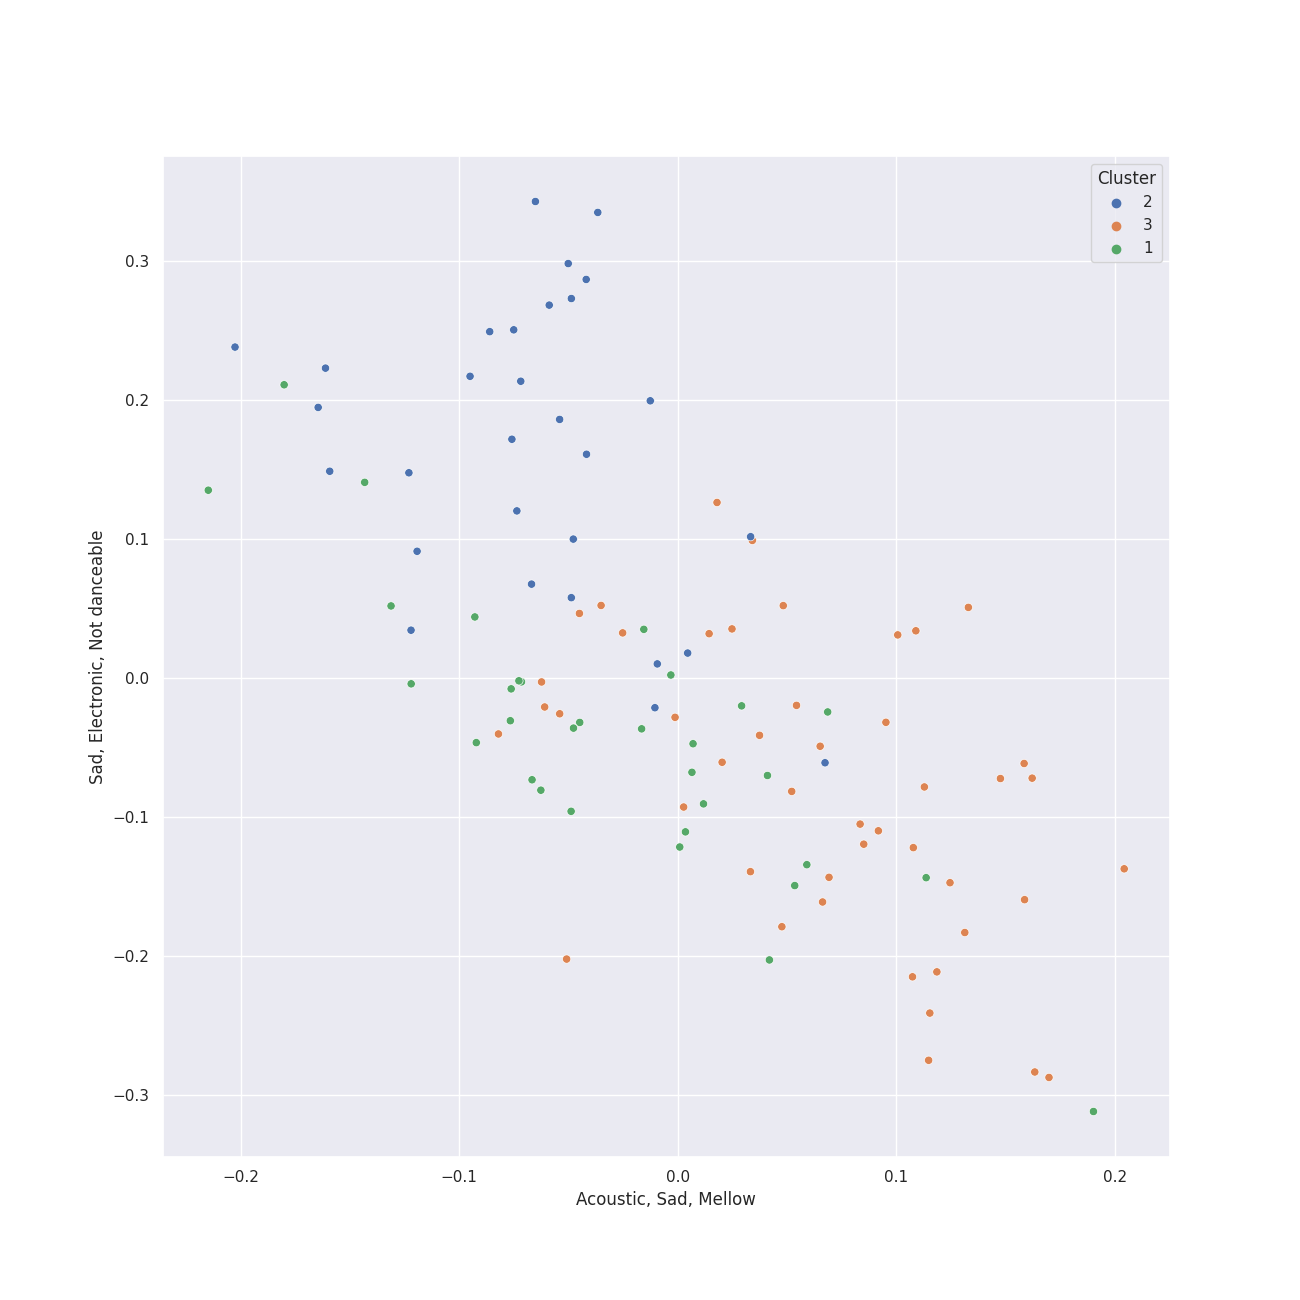 Cluster
2
3
1
0.3
0.2
0.1
0.0
−0.1
−0.2
−0.3
Sad, Electronic, Not danceable
−0.2 −0.1 0.0 0.1 0.2
Acoustic, Sad, Mellow